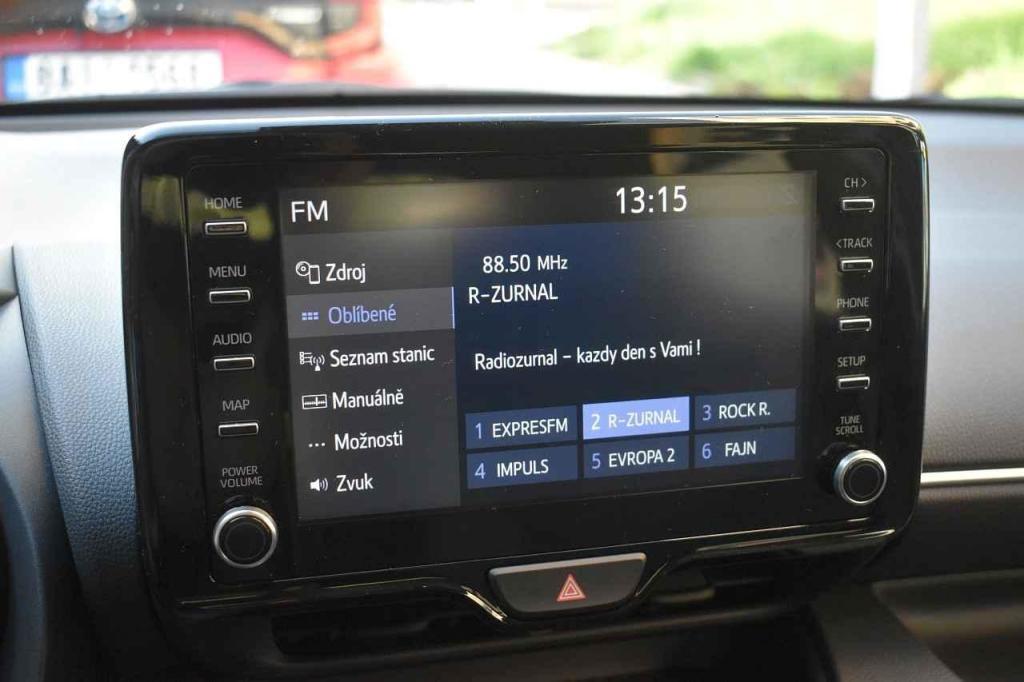 HOME
MENU
AUDIO
MAP
POWER
VOLUME
FM
13:15
Zdroj
Oblíbené
Seznam stanic
Manuálně
Možnosti
Zvuk
88.50 MHz
R-ZURNAL
Radiozurnal - kazdy den s Vami !
1 EXPRESFM
2 R-ZURNAL
3 ROCK R.
4 IMPULS
5 EVROPA 2
6 FAJN
CH >
< TRACK
PHONE
SETUP
TUNE
SCROLL